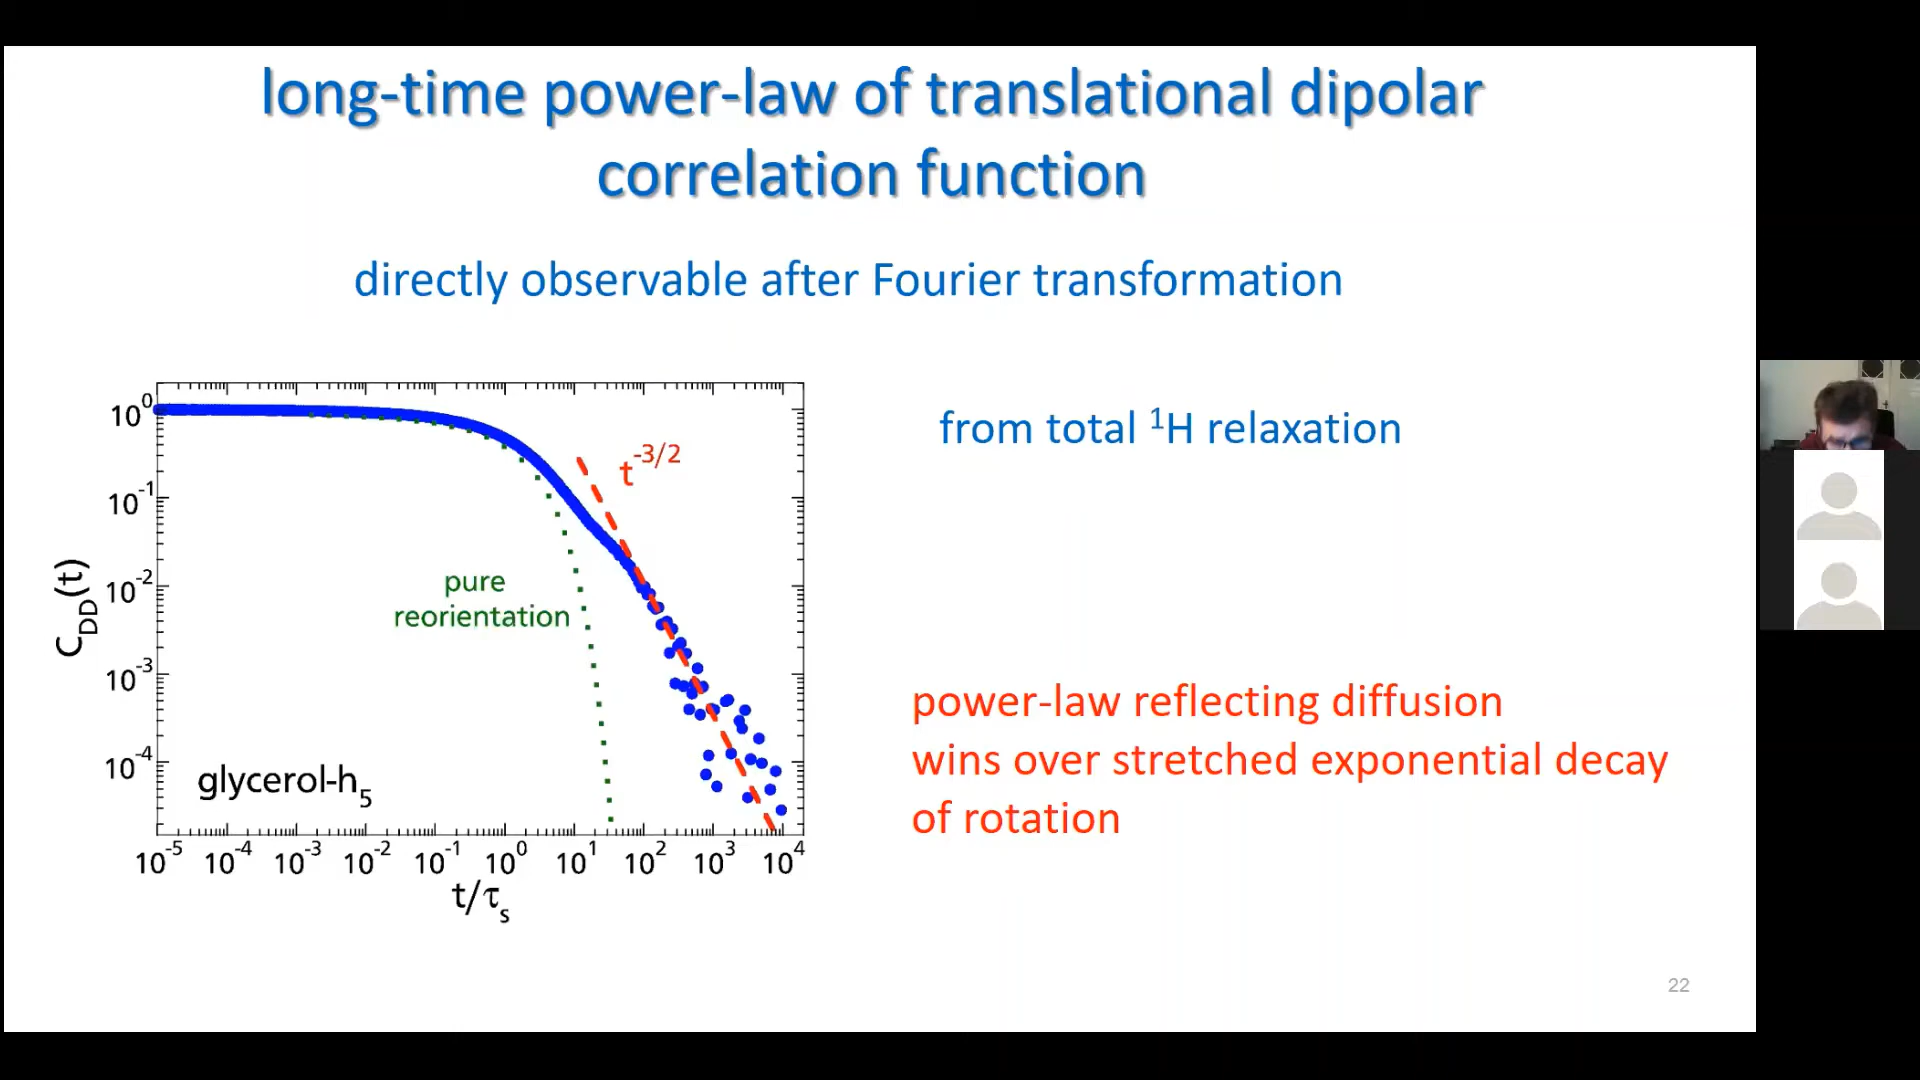 long-time power-law of translational dipolar
correlation function
directly observable after Fourier transformation
from total ¹H relaxation
10⁰
10⁻¹
10⁻²
10⁻³
10⁻⁴
C_DD(t)
t⁻³ᐟ²
pure
reorientation
glycerol-h₅
10⁻⁵ 10⁻⁴ 10⁻³ 10⁻² 10⁻¹ 10⁰ 10¹ 10² 10³ 10⁴
t/τₛ
power-law reflecting diffusion
wins over stretched exponential decay
of rotation
22